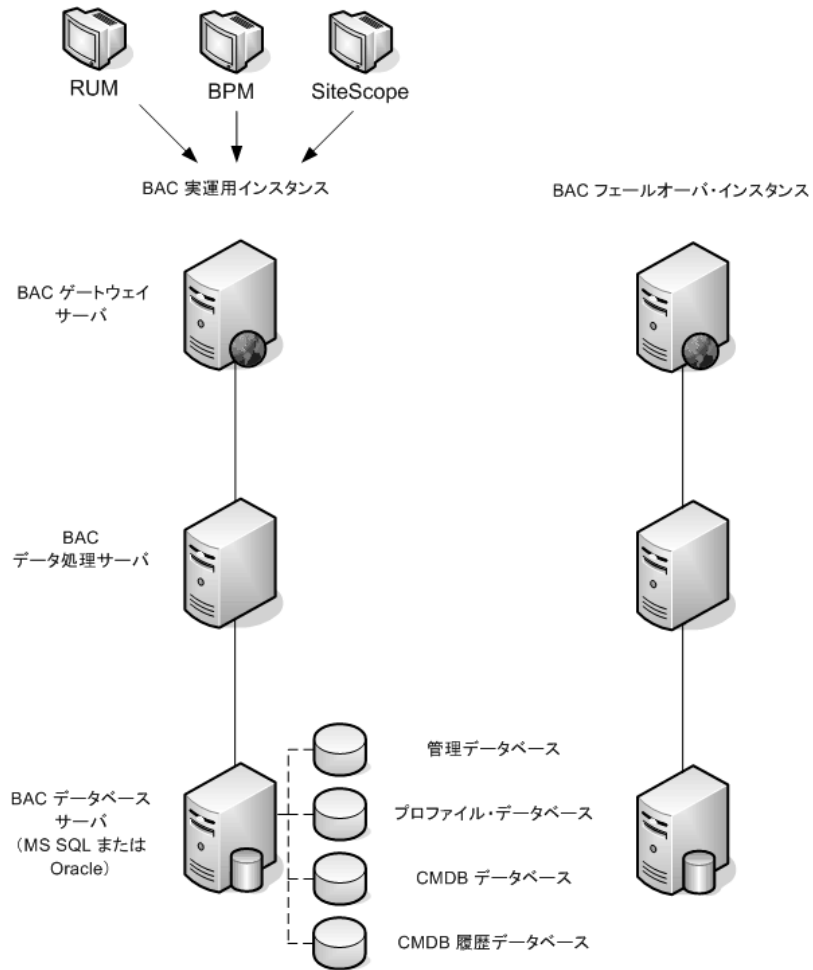 RUM
BPM
SiteScope
BAC 実運用インスタンス
BAC フェールオーバ・インスタンス
BAC ゲートウェイ
サーバ
BAC
データ処理サーバ
BAC データベース
サーバ
(MS SQL または
Oracle)
管理データベース
プロファイル・データベース
CMDB データベース
CMDB 履歴データベース